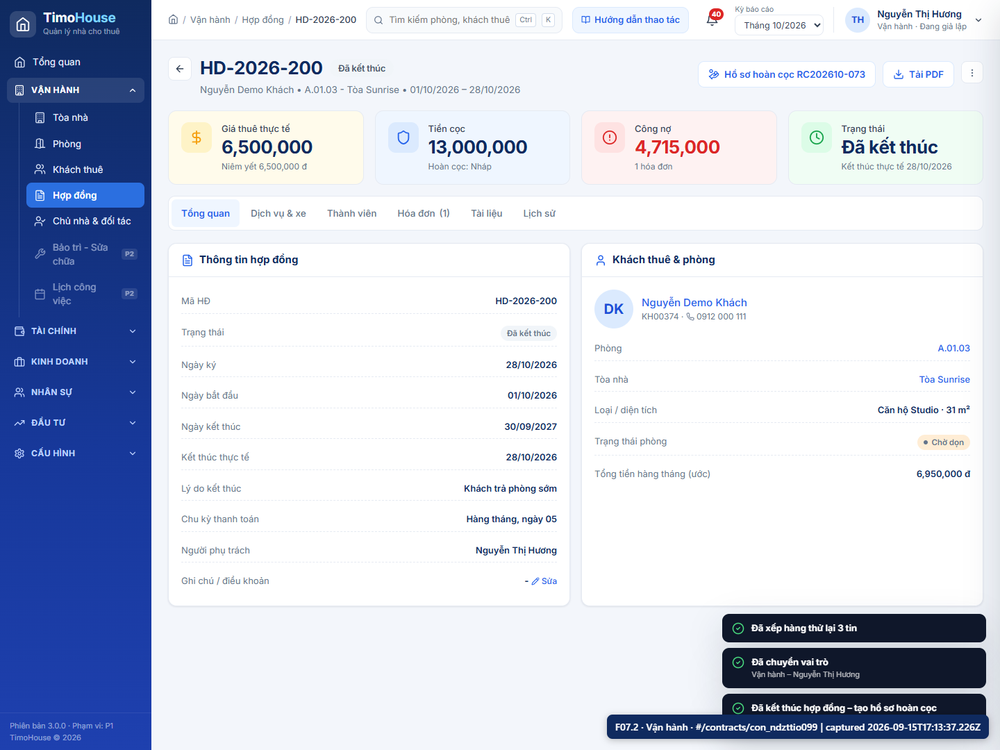 TimoHouse
Quản lý nhà cho thuê
Tổng quan
VẬN HÀNH
Tòa nhà
Phòng
Khách thuê
Hợp đồng
Chủ nhà & đối tác
Bảo trì - Sửa chữa P2
Lịch công việc P2
TÀI CHÍNH
KINH DOANH
NHÂN SỰ
ĐẦU TƯ
CẤU HÌNH
Phiên bản 3.0.0 · Phạm vi: P1
TimoHouse © 2026
/ Vận hành / Hợp đồng / HD-2026-200
Tìm kiếm phòng, khách thuê Ctrl K
Hướng dẫn thao tác
40
Kỳ báo cáo
Tháng 10/2026
TH
Nguyễn Thị Hương
Vận hành · Đang giả lập
HD-2026-200 Đã kết thúc
Nguyễn Demo Khách • A.01.03 - Tòa Sunrise • 01/10/2026 – 28/10/2026
Hồ sơ hoàn cọc RC202610-073
Tải PDF
Giá thuê thực tế
6,500,000
Niêm yết 6,500,000 đ
Tiền cọc
13,000,000
Hoàn cọc: Nháp
Công nợ
4,715,000
1 hóa đơn
Trạng thái
Đã kết thúc
Kết thúc thực tế 28/10/2026
Tổng quan Dịch vụ & xe Thành viên Hóa đơn (1) Tài liệu Lịch sử
Thông tin hợp đồng
Mã HĐ HD-2026-200
Trạng thái Đã kết thúc
Ngày ký 28/10/2026
Ngày bắt đầu 01/10/2026
Ngày kết thúc 30/09/2027
Kết thúc thực tế 28/10/2026
Lý do kết thúc Khách trả phòng sớm
Chu kỳ thanh toán Hàng tháng, ngày 05
Người phụ trách Nguyễn Thị Hương
Ghi chú / điều khoản - Sửa
Khách thuê & phòng
DK
Nguyễn Demo Khách
KH00374 · 0912 000 111
Phòng A.01.03
Tòa nhà Tòa Sunrise
Loại / diện tích Căn hộ Studio · 31 m²
Trạng thái phòng Chờ dọn
Tổng tiền hàng tháng (ước) 6,950,000 đ
Đã xếp hàng thử lại 3 tin
Đã chuyển vai trò
Vận hành – Nguyễn Thị Hương
Đã kết thúc hợp đồng – tạo hồ sơ hoàn cọc
F07.2 · Vận hành · #/contracts/con_ndzttio099 | captured 2026-09-15T17:13:37.226Z